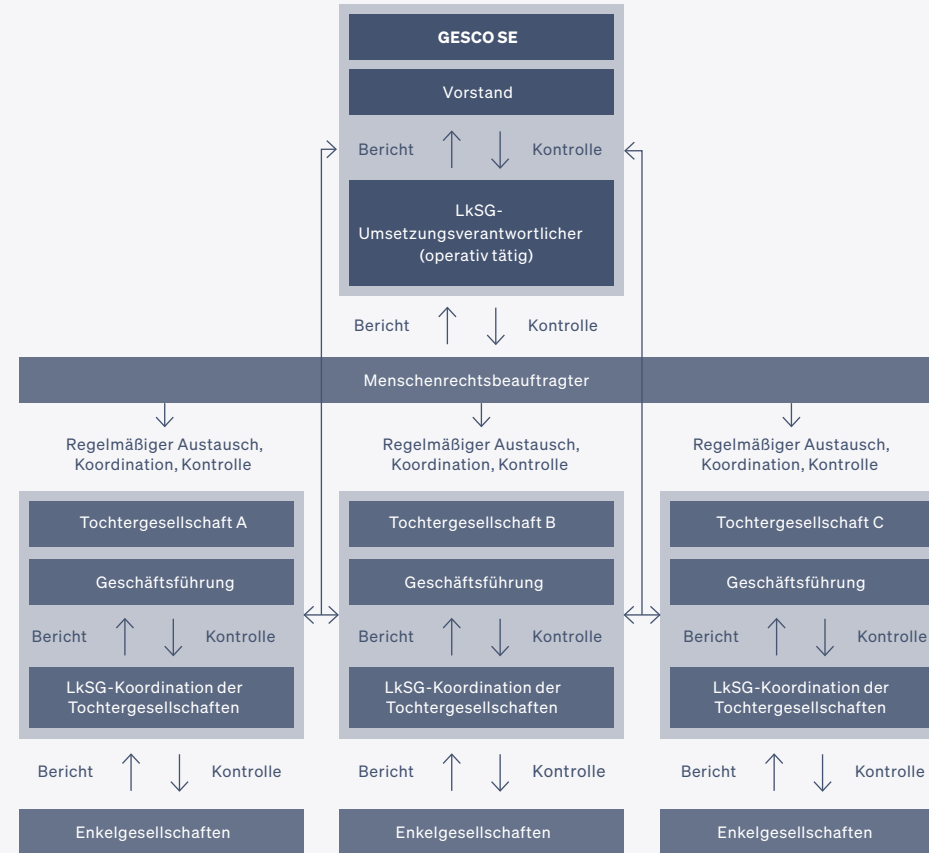 GESCO SE
Vorstand
Bericht Kontrolle
LkSG-
Umsetzungsverantwortlicher
(operativ tätig)
Bericht Kontrolle
Menschenrechtsbeauftragter
Regelmäßiger Austausch,
Koordination, Kontrolle
Regelmäßiger Austausch,
Koordination, Kontrolle
Regelmäßiger Austausch,
Koordination, Kontrolle
Tochtergesellschaft A
Geschäftsführung
Bericht Kontrolle
LkSG-Koordination der
Tochtergesellschaften
Bericht Kontrolle
Enkelgesellschaften
Tochtergesellschaft B
Geschäftsführung
Bericht Kontrolle
LkSG-Koordination der
Tochtergesellschaften
Bericht Kontrolle
Enkelgesellschaften
Tochtergesellschaft C
Geschäftsführung
Bericht Kontrolle
LkSG-Koordination der
Tochtergesellschaften
Bericht Kontrolle
Enkelgesellschaften